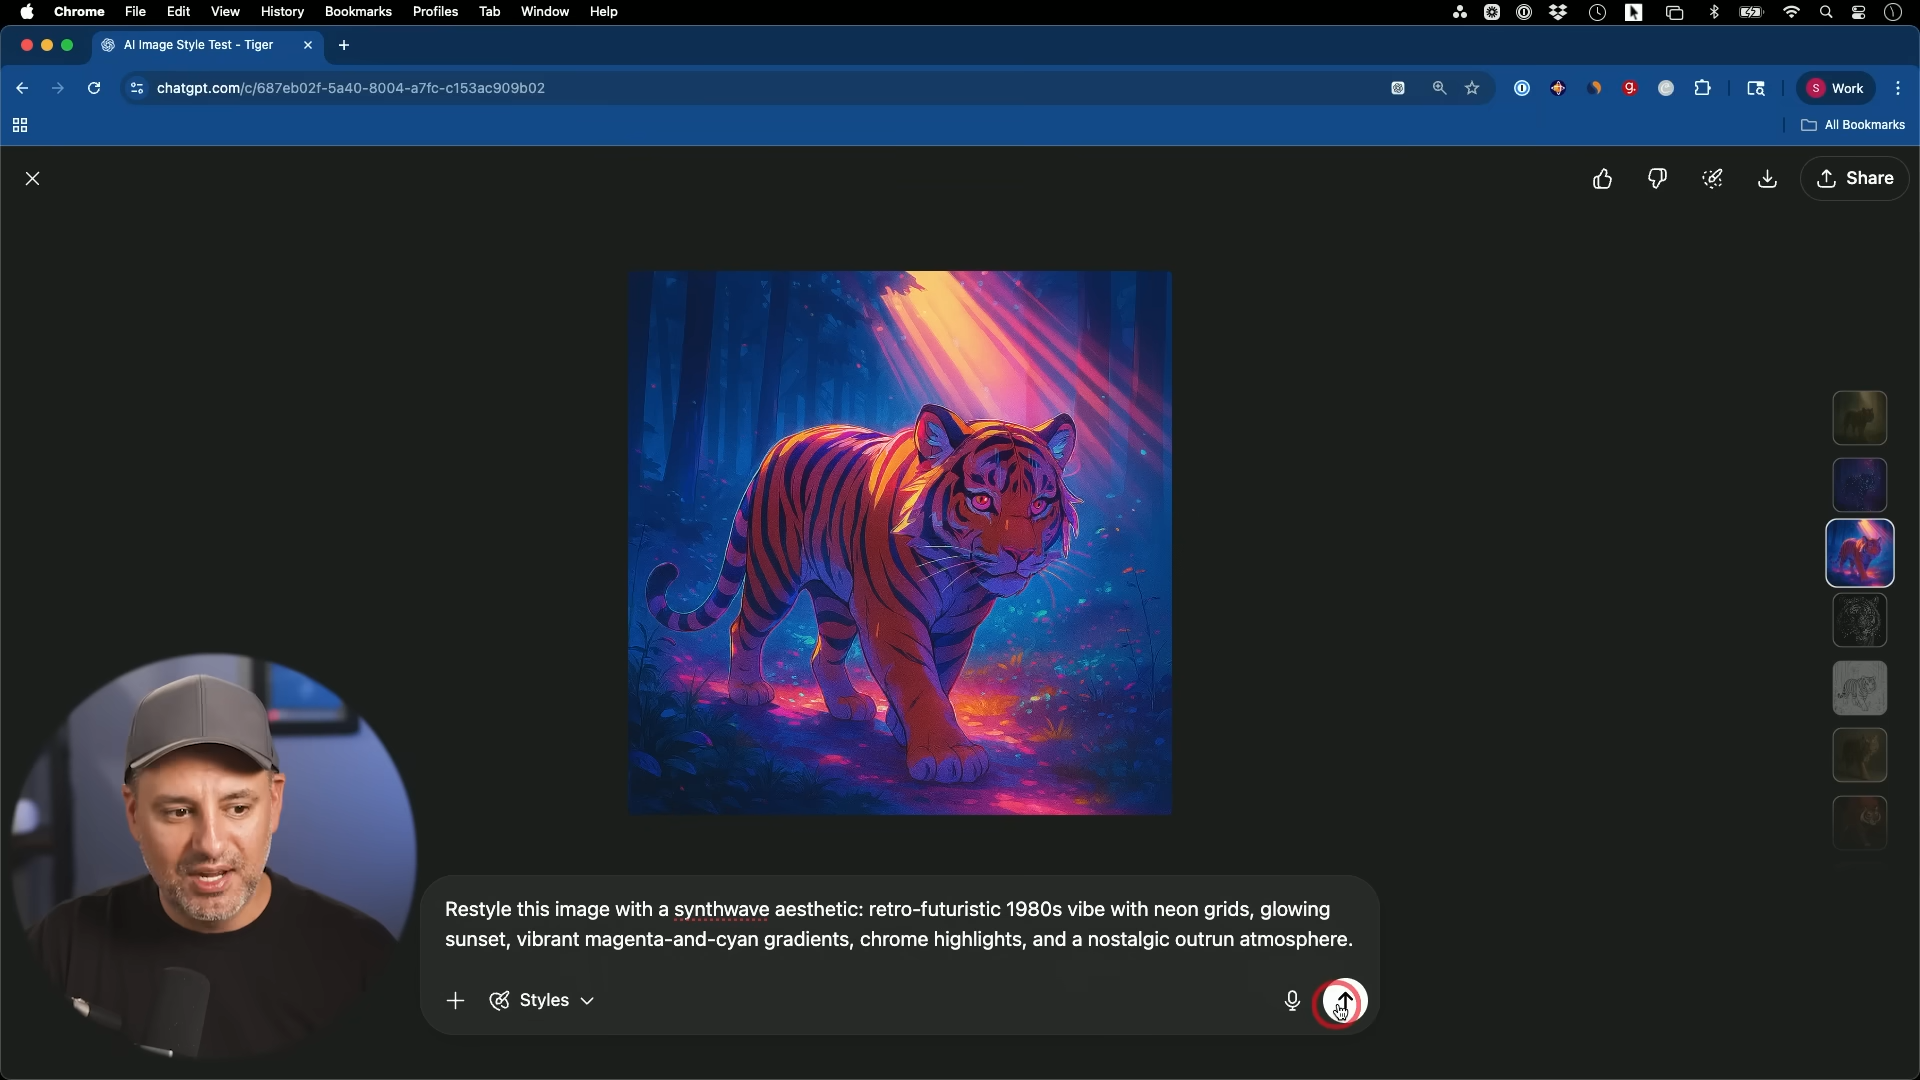 Chrome File Edit View History Bookmarks Profiles Tab Window Help
AI Image Style Test - Tiger
chatgpt.com/c/687eb02f-5a40-8004-a7fc-c153ac909b02
g.
S Work
All Bookmarks
Share
Restyle this image with a synthwave aesthetic: retro-futuristic 1980s vibe with neon grids, glowing
sunset, vibrant magenta-and-cyan gradients, chrome highlights, and a nostalgic outrun atmosphere.
Styles